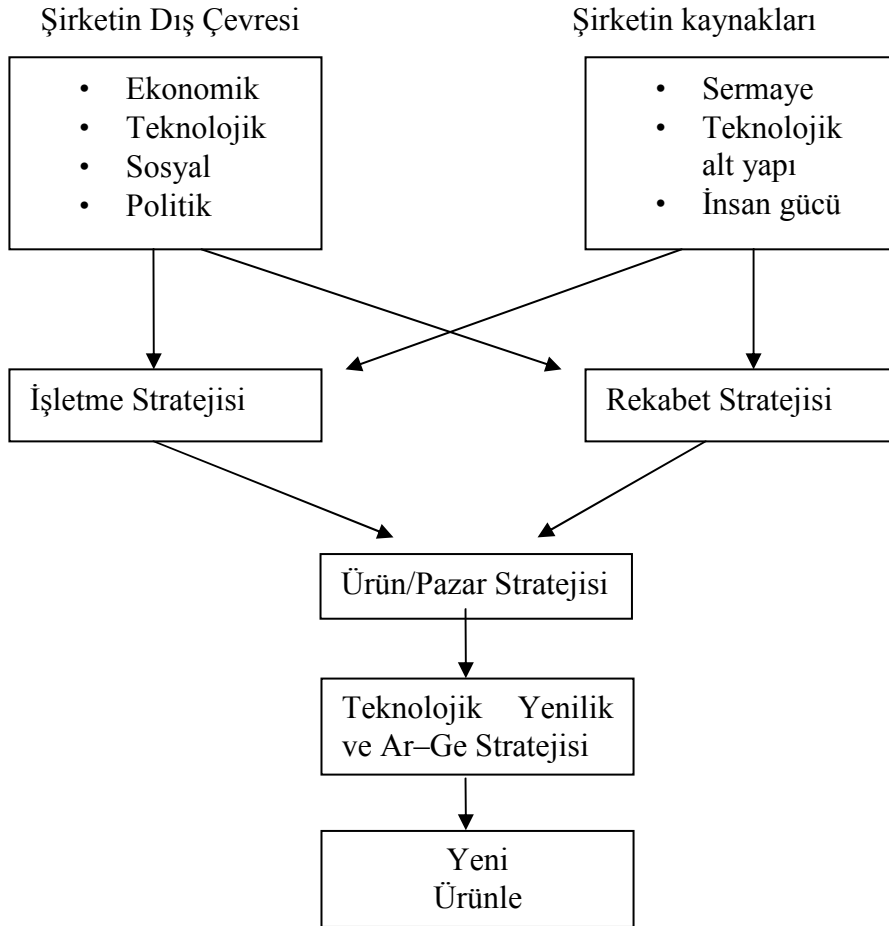 Şirketin Dış Çevresi
Şirketin kaynakları
• Ekonomik
• Teknolojik
• Sosyal
• Politik
• Sermaye
• Teknolojik
alt yapı
• İnsan gücü
İşletme Stratejisi
Rekabet Stratejisi
Ürün/Pazar Stratejisi
Teknolojik Yenilik
ve Ar–Ge Stratejisi
Yeni
Ürünle